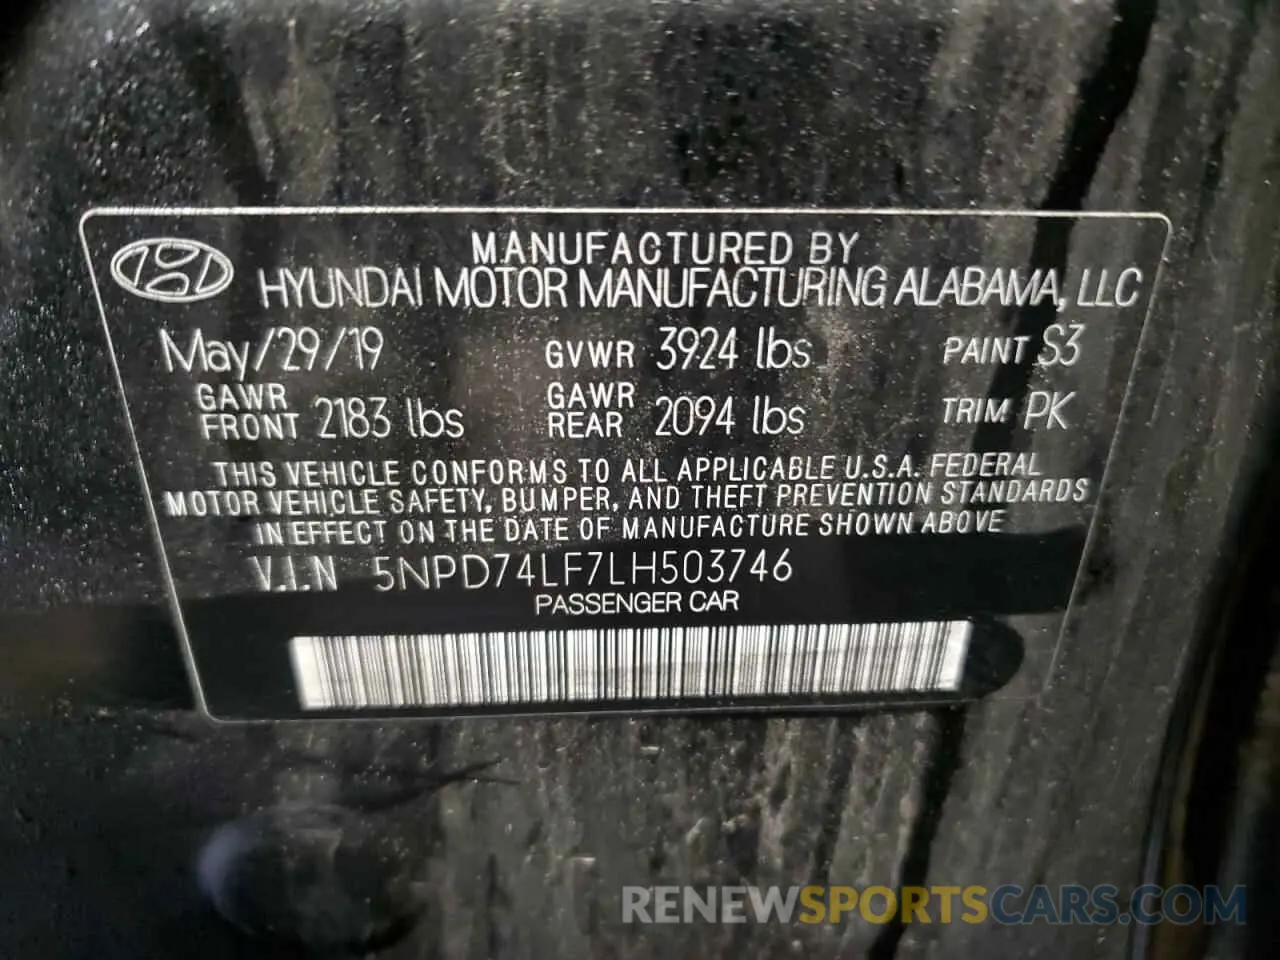 MANUFACTURED BY
HYUNDAI MOTOR MANUFACTURING ALABAMA, LLC
May/29/19 GVWR 3924 lbs PAINT S3
GAWR FRONT 2183 lbs GAWR REAR 2094 lbs TRIM PK
THIS VEHICLE CONFORMS TO ALL APPLICABLE U.S.A. FEDERAL
MOTOR VEHICLE SAFETY, BUMPER, AND THEFT PREVENTION STANDARDS
IN EFFECT ON THE DATE OF MANUFACTURE SHOWN ABOVE
V.I.N 5NPD74LF7LH503746
PASSENGER CAR
RENEWSPORTSCARS.COM